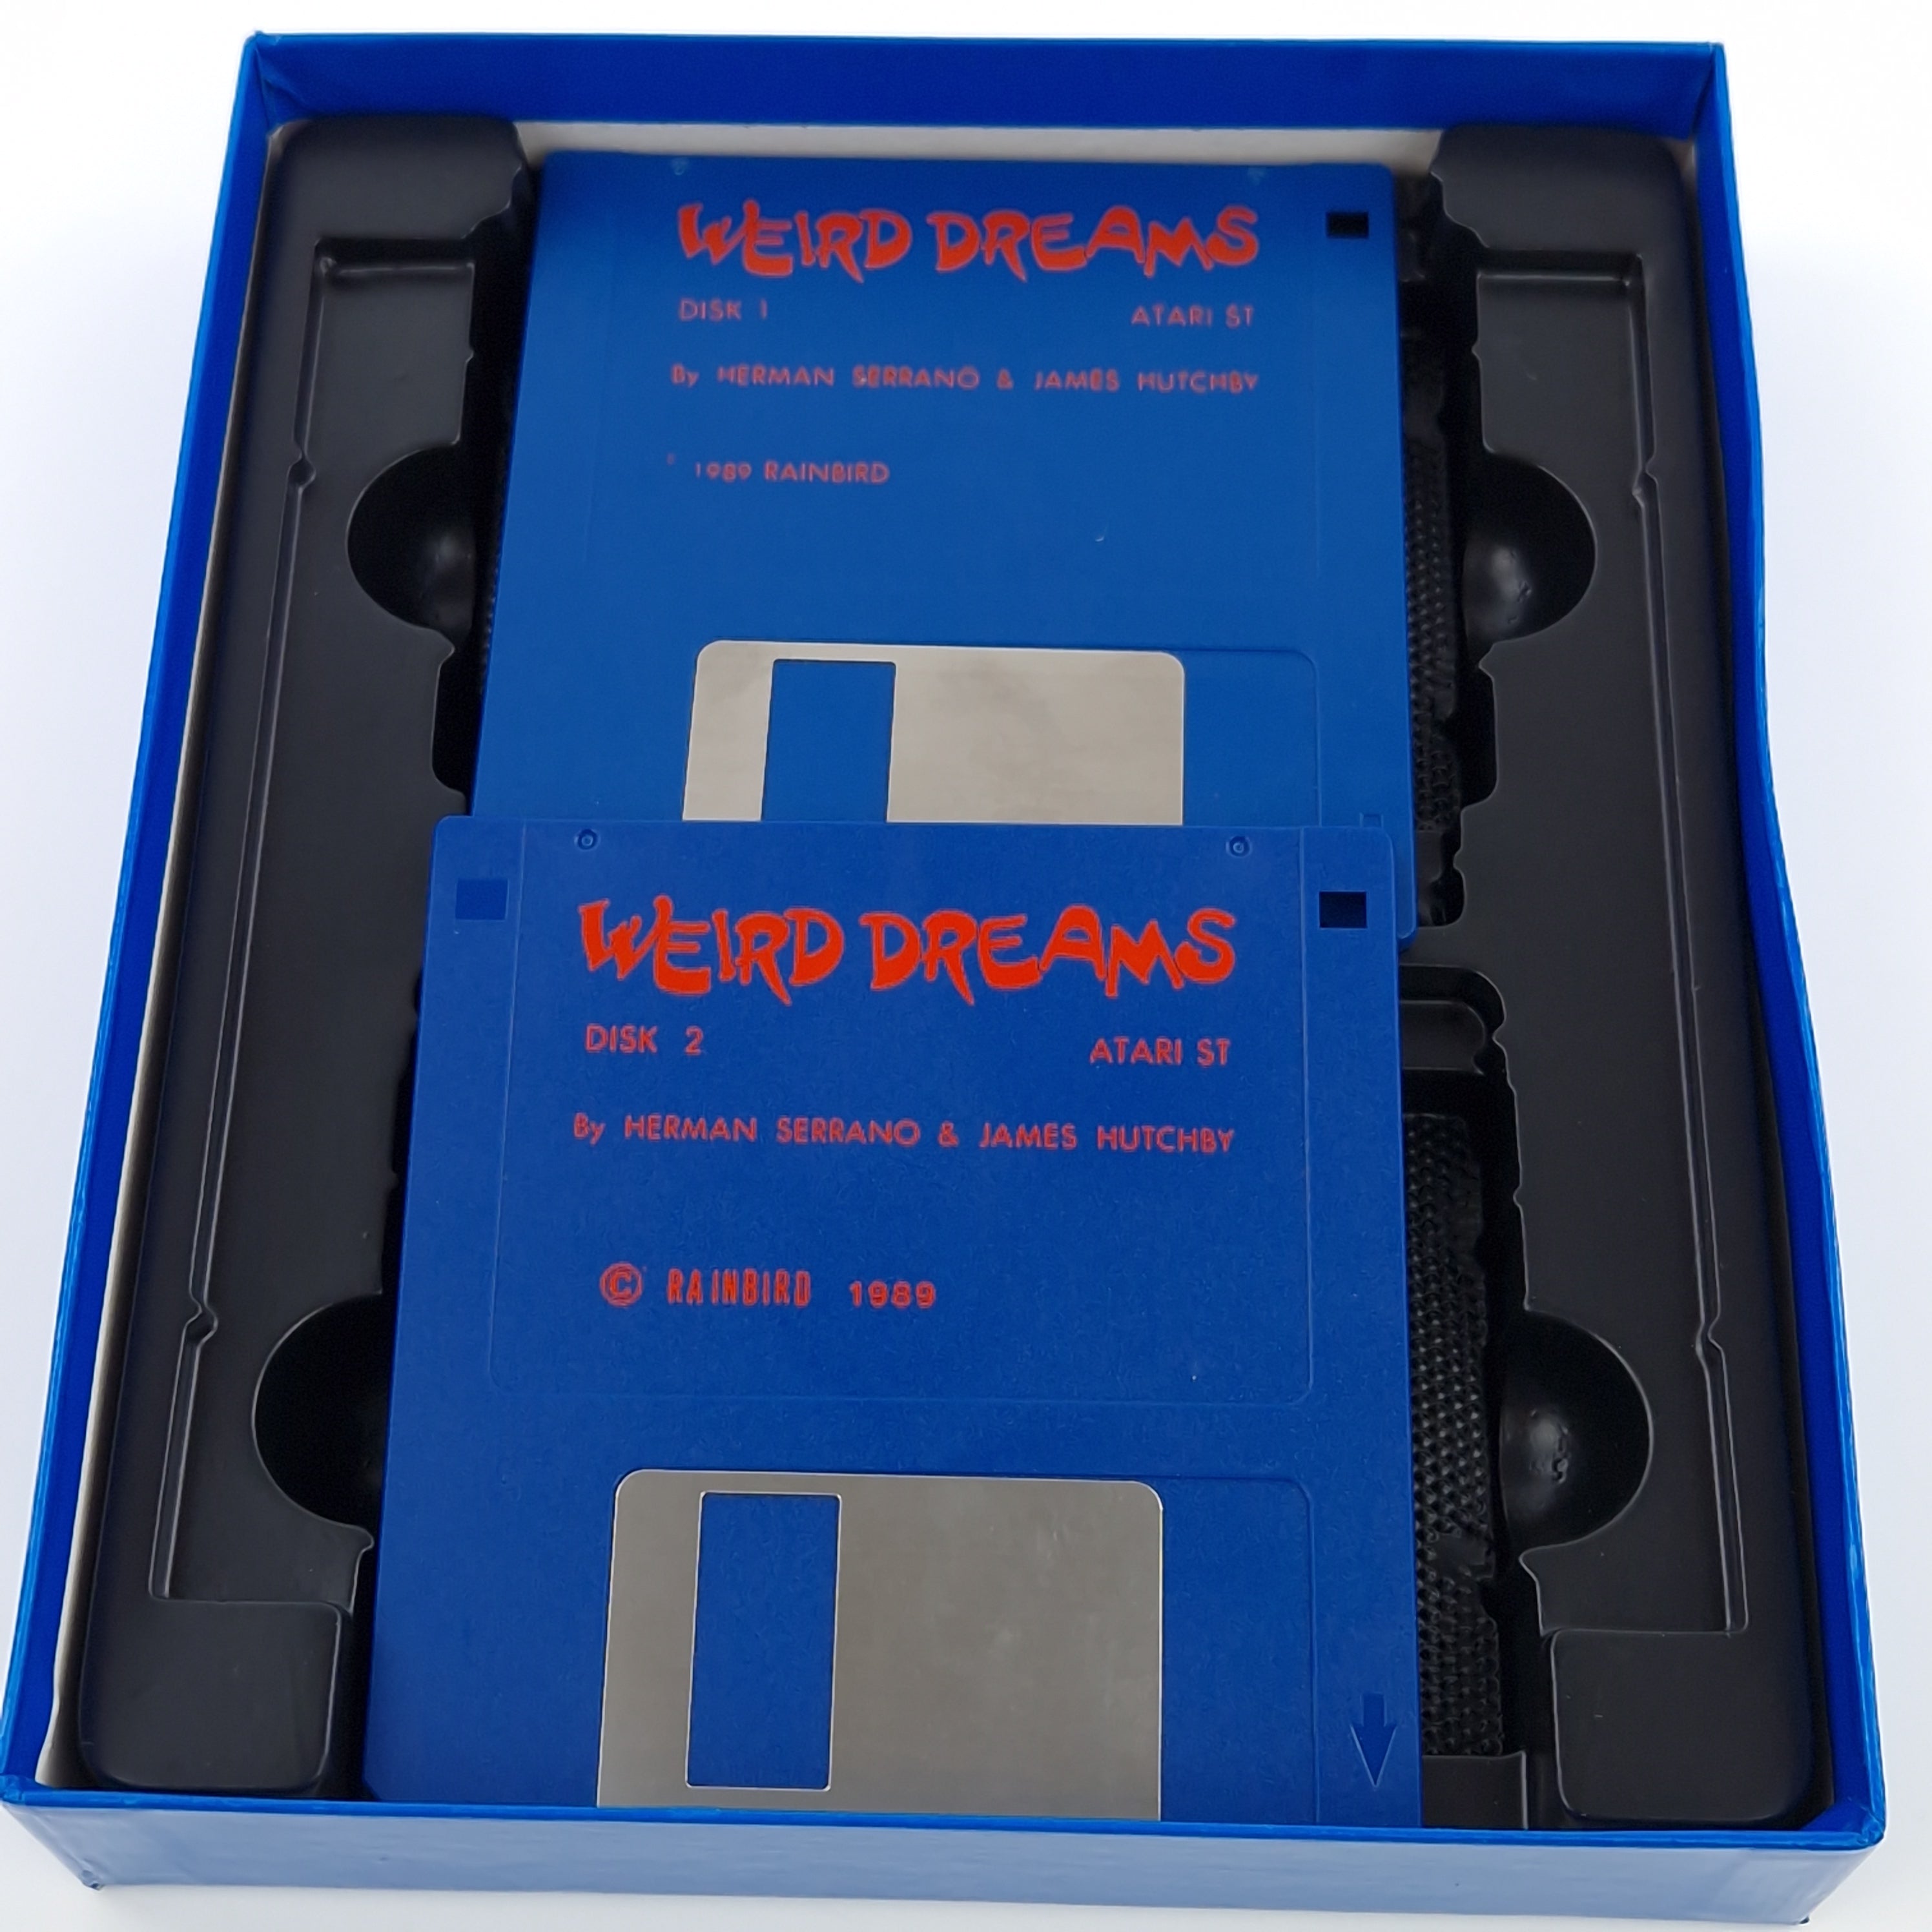 WEIRD DREAMS
DISK 1 ATARI ST
By HERMAN SERRANO & JAMES HUTCHBY
1989 RAINBIRD
WEIRD DREAMS
DISK 2 ATARI ST
By HERMAN SERRANO & JAMES HUTCHBY
© RAINBIRD 1989